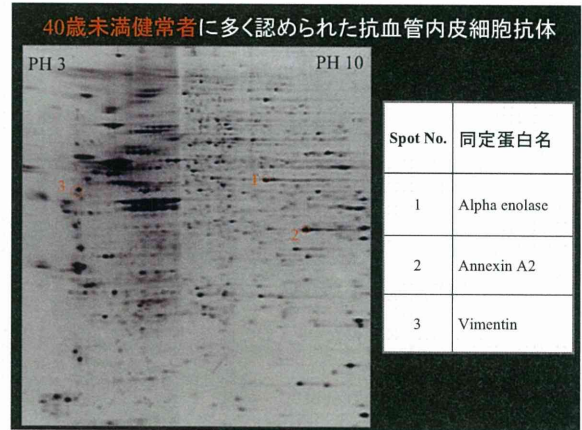 40歳未満健常者に多く認められた抗血管内皮細胞抗体
PH 3 PH 10
1
2
3
Spot No. 同定蛋白名
1 Alpha enolase
2 Annexin A2
3 Vimentin